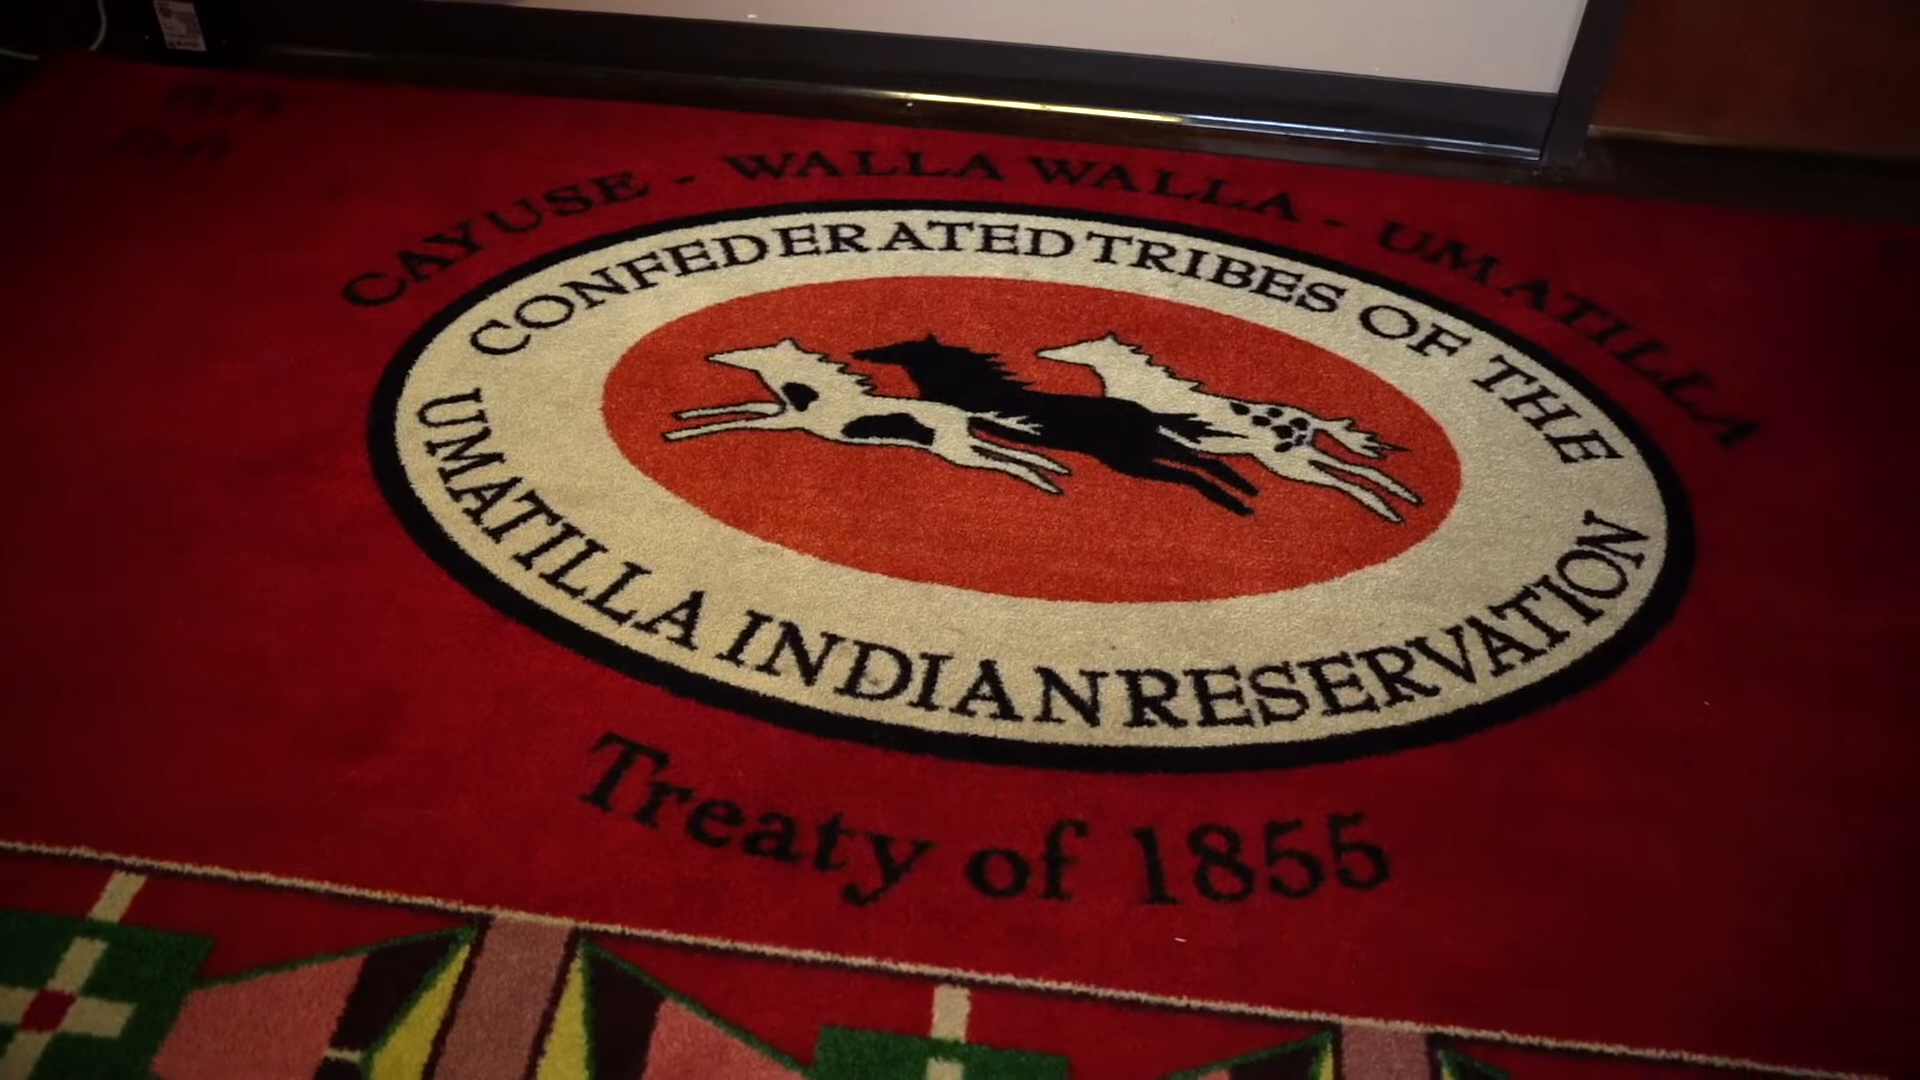 CAYUSE - WALLA WALLA - UMATILLA
CONFEDERATED TRIBES OF THE
UMATILLA INDIAN RESERVATION
Treaty of 1855